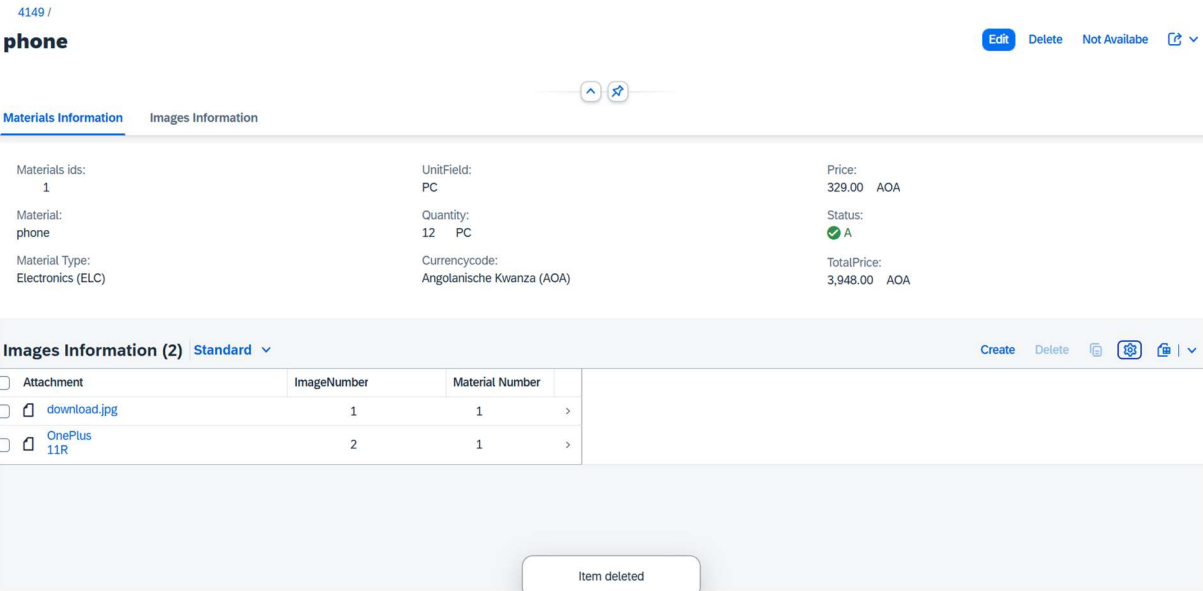 4149 /
phone
Edit Delete Not Availabe
Materials Information Images Information
Materials ids: UnitField: Price:
1 PC 329.00 AOA
Material: Quantity: Status:
phone 12 PC A
Material Type: Currencycode: TotalPrice:
Electronics (ELC) Angolanische Kwanza (AOA) 3,948.00 AOA
Images Information (2) Standard Create Delete
Attachment ImageNumber Material Number
download.jpg 1 1
OnePlus
11R 2 1
Item deleted